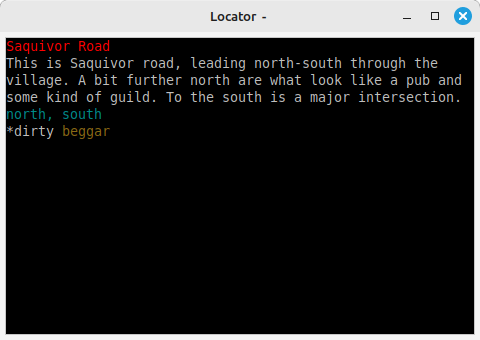 Locator -
Saquivor Road
This is Saquivor road, leading north-south through the
village. A bit further north are what look like a pub and
some kind of guild. To the south is a major intersection.
north, south
*dirty beggar